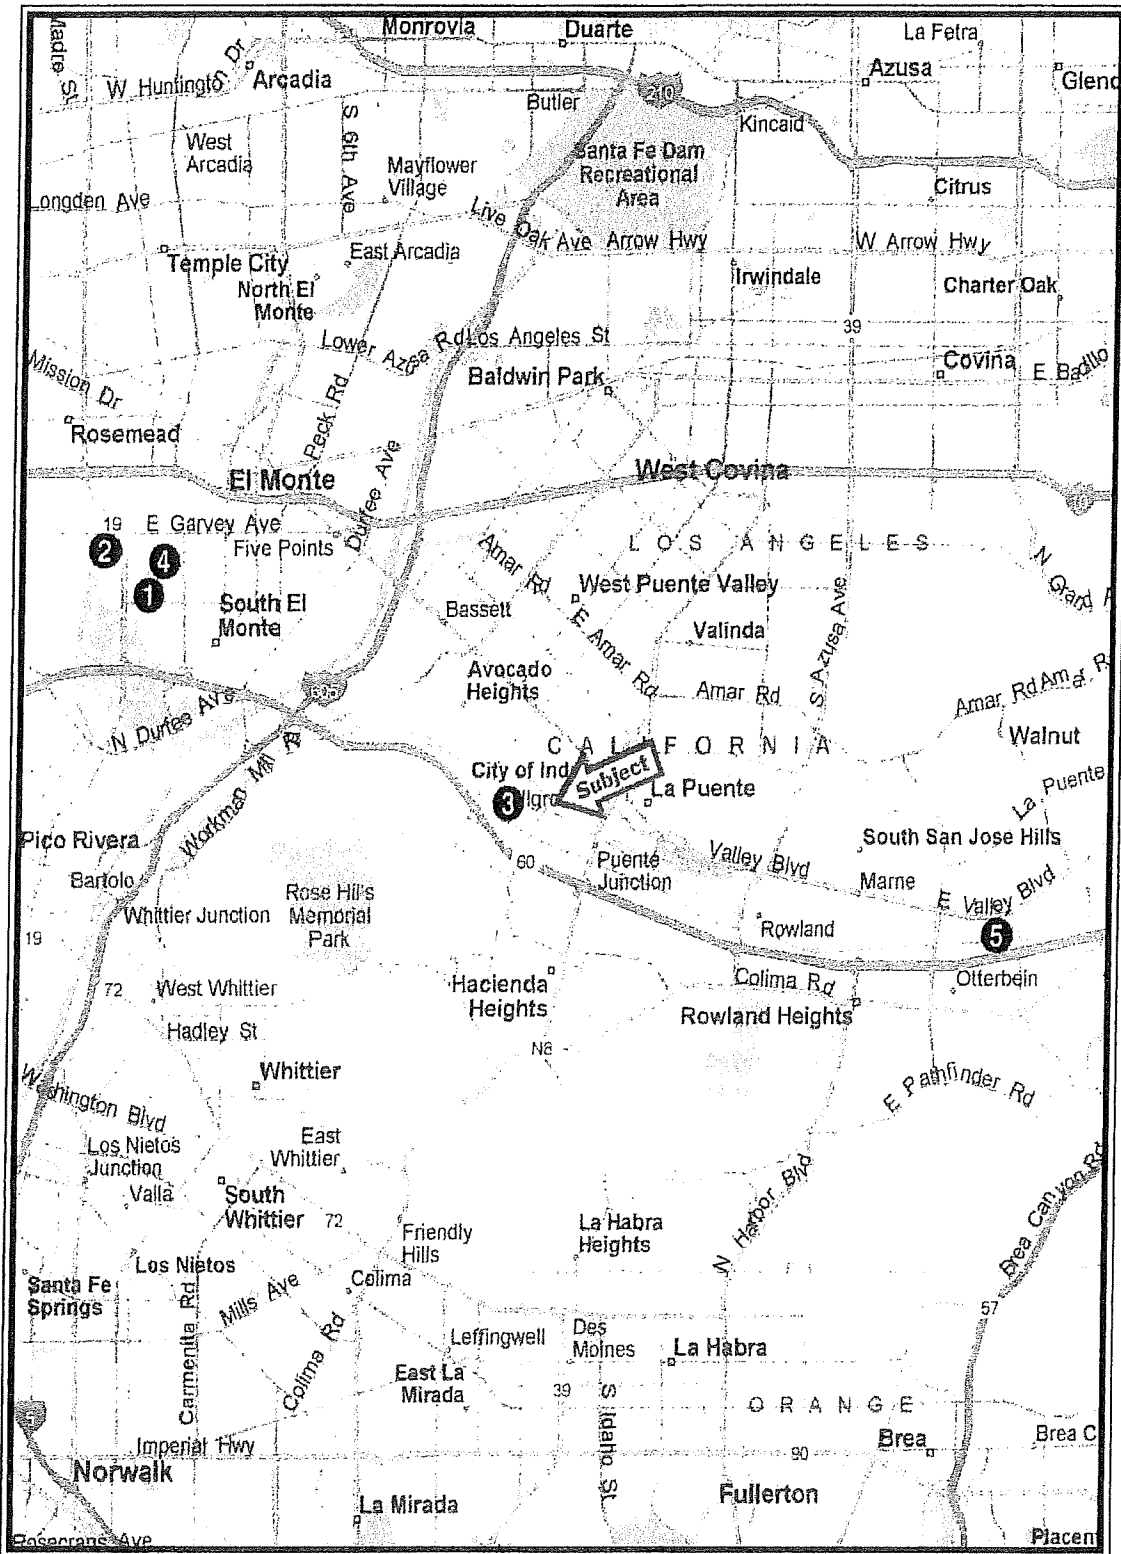 Monrovia
Duarte
La Fetra
Madre St
W Huntington Dr
Arcadia
Azusa
Glend
Butler
210
Kincaid
S 6th Ave
West
Arcadia
Mayflower
Village
Santa Fe Dam
Recreational
Area
Citrus
Longden Ave
Live Oak Ave
Arrow Hwy
W Arrow Hwy
Temple City
East Arcadia
North El
Monte
Irwindale
Charter Oak
39
Lower Azusa Rd
Los Angeles St
Covina
E Badillo
Mission Dr
Peck Rd
Baldwin Park
Rosemead
El Monte
Durfee Ave
West Covina
19
E Garvey Ave
Five Points
2
4
1
LOS ANGELES
N Grand A
Amar Rd
West Puente Valley
South El
Monte
Bassett
E Amar Rd
Valinda
S Azusa Ave
Avocado
Heights
Amar Rd
Amar Rd
Amar R
605
N Durfee Ave
CALIFORNIA
Walnut
Workman Mill R
City of Ind
Subject
3
La Puente
La Puente
Pico Rivera
60
Puente
Junction
Valley Blvd
South San Jose Hills
Bartolo
Marne
E Valley Blvd
Whittier Junction
Rose Hills
Memorial
Park
Rowland
5
19
72
West Whittier
Hacienda
Heights
Colima Rd
Otterbein
Rowland Heights
Hadley St
N8
Whittier
E Pathfinder Rd
Washington Blvd
Los Nietos
Junction
East
Whittier
Valla
South
Whittier
72
Friendly
Hills
La Habra
Heights
N Harbor Blvd
Brea Canyon Rd
Los Nietos
Santa Fe
Springs
Mills Ave
Colima
Carmenita Rd
Colima Rd
57
Leffingwell
Des
Moines
La Habra
East La
Mirada
39
S Idaho St
ORANGE
5
Imperial Hwy
90
Brea
Brea C
Norwalk
La Mirada
Fullerton
Rosecrans Ave
Placen